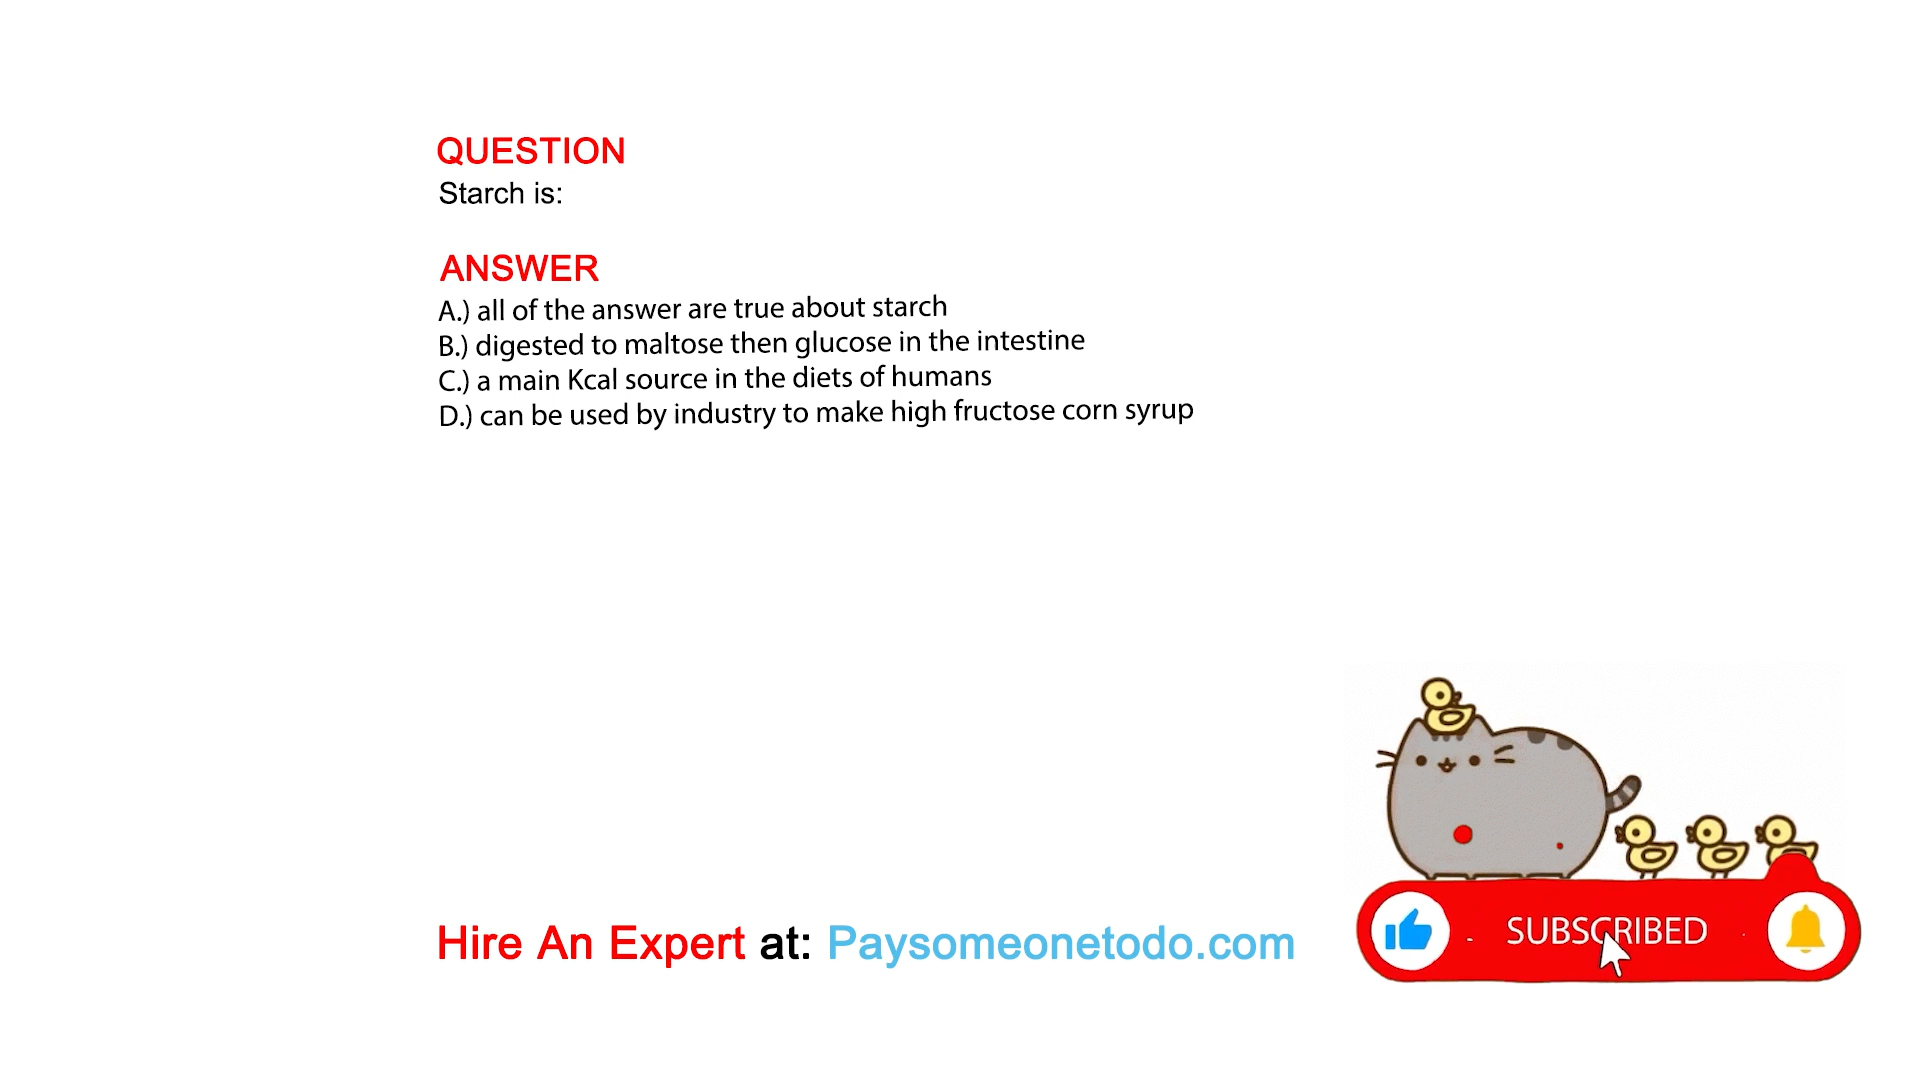 QUESTION
Starch is:
ANSWER
A.) all of the answer are true about starch
B.) digested to maltose then glucose in the intestine
C.) a main Kcal source in the diets of humans
D.) can be used by industry to make high fructose corn syrup
Hire An Expert at: Paysomeonetodo.com
SUBSCRIBED